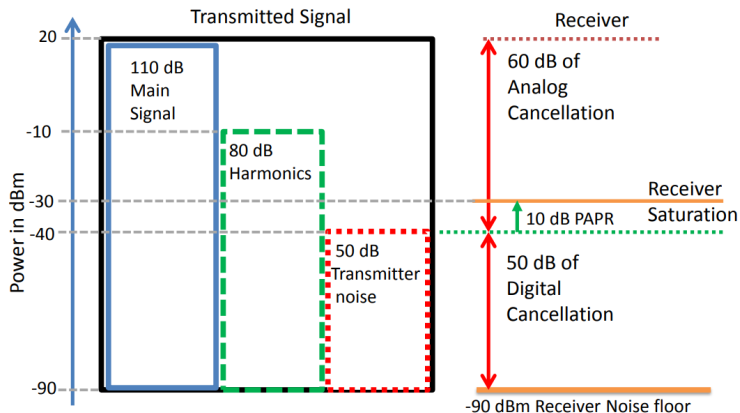 Transmitted Signal
Receiver
Power in dBm
20
-10
-30
-40
-90
110 dB
Main
Signal
80 dB
Harmonics
50 dB
Transmitter
noise
60 dB of
Analog
Cancellation
Receiver
Saturation
10 dB PAPR
50 dB of
Digital
Cancellation
-90 dBm Receiver Noise floor